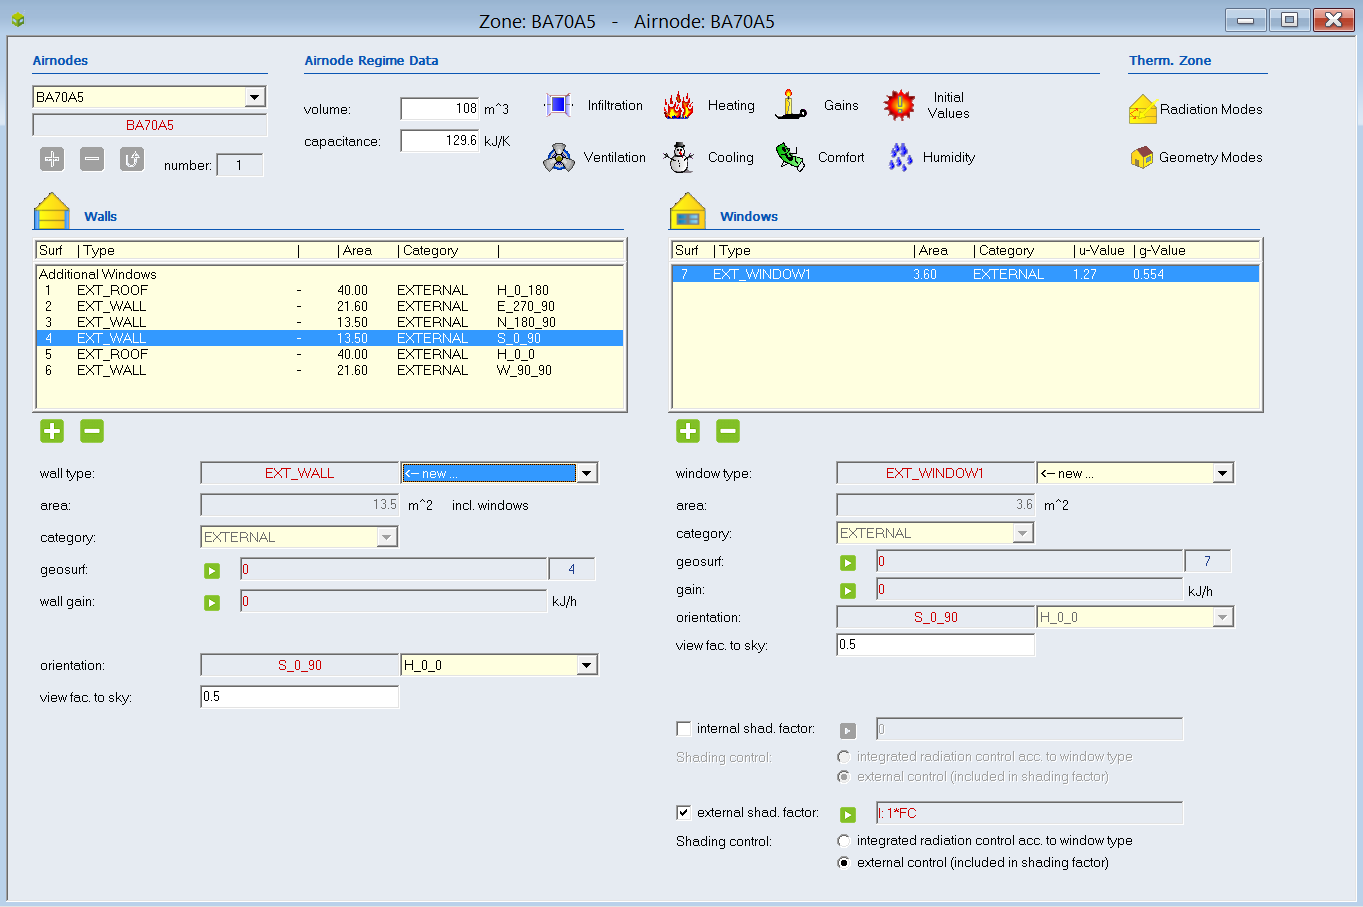 Zone: BA70A5   -   Airnode: BA70A5
Airnodes
BA70A5
BA70A5
number: 1
Airnode Regime Data
volume: 108 m^3
capacitance: 129.6 kJ/K
Infiltration Heating Gains Initial Values
Ventilation Cooling Comfort Humidity
Therm. Zone
Radiation Modes
Geometry Modes
Walls
Surf | Type | | Area | Category |
Additional Windows
1 EXT_ROOF - 40.00 EXTERNAL H_0_180
2 EXT_WALL - 21.60 EXTERNAL E_270_90
3 EXT_WALL - 13.50 EXTERNAL N_180_90
4 EXT_WALL - 13.50 EXTERNAL S_0_90
5 EXT_ROOF - 40.00 EXTERNAL H_0_0
6 EXT_WALL - 21.60 EXTERNAL W_90_90
wall type: EXT_WALL <-- new ...
area: 13.5 m^2 incl. windows
category: EXTERNAL
geosurf: 0 4
wall gain: 0 kJ/h
orientation: S_0_90 H_0_0
view fac. to sky: 0.5
Windows
Surf | Type | Area | Category | u-Value | g-Value
7 EXT_WINDOW1 3.60 EXTERNAL 1.27 0.554
window type: EXT_WINDOW1 <-- new ...
area: 3.6 m^2
category: EXTERNAL
geosurf: 0 7
gain: 0 kJ/h
orientation: S_0_90 H_0_0
view fac. to sky: 0.5
internal shad. factor: 0
Shading control: integrated radiation control acc. to window type
external control (included in shading factor)
external shad. factor: I: 1*FC
Shading control: integrated radiation control acc. to window type
external control (included in shading factor)